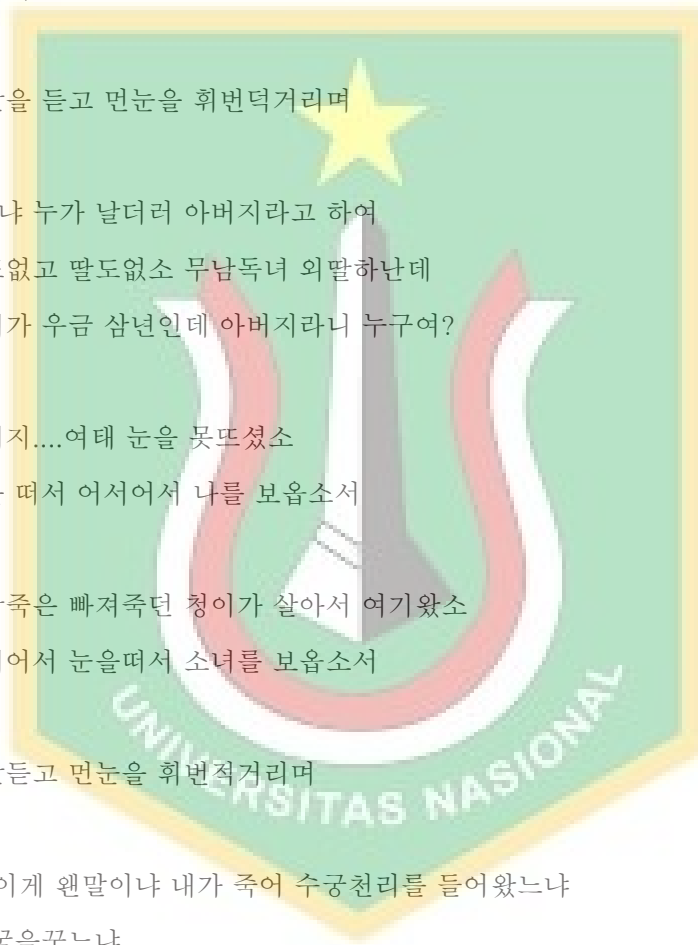 을 듣고 먼눈을 휘번덕거리며
냐 누가 날더러 아버지라고 하여
없고 딸도없소 무남독녀 외딸하난데
가 우금 삼년인데 아버지라니 누구여?
지....여태 눈을 못뜨셨소
떠서 어서어서 나를 보옵소서
죽은 빠져죽던 청이가 살아서 여기왔소
어서 눈을떠서 소녀를 보옵소서
듣고 먼눈을 휘번적거리며
이게 왠말이냐 내가 죽어 수궁천리를 들어왔느냐
꿈을꾸느냐
UNIVERSITAS NASIONAL